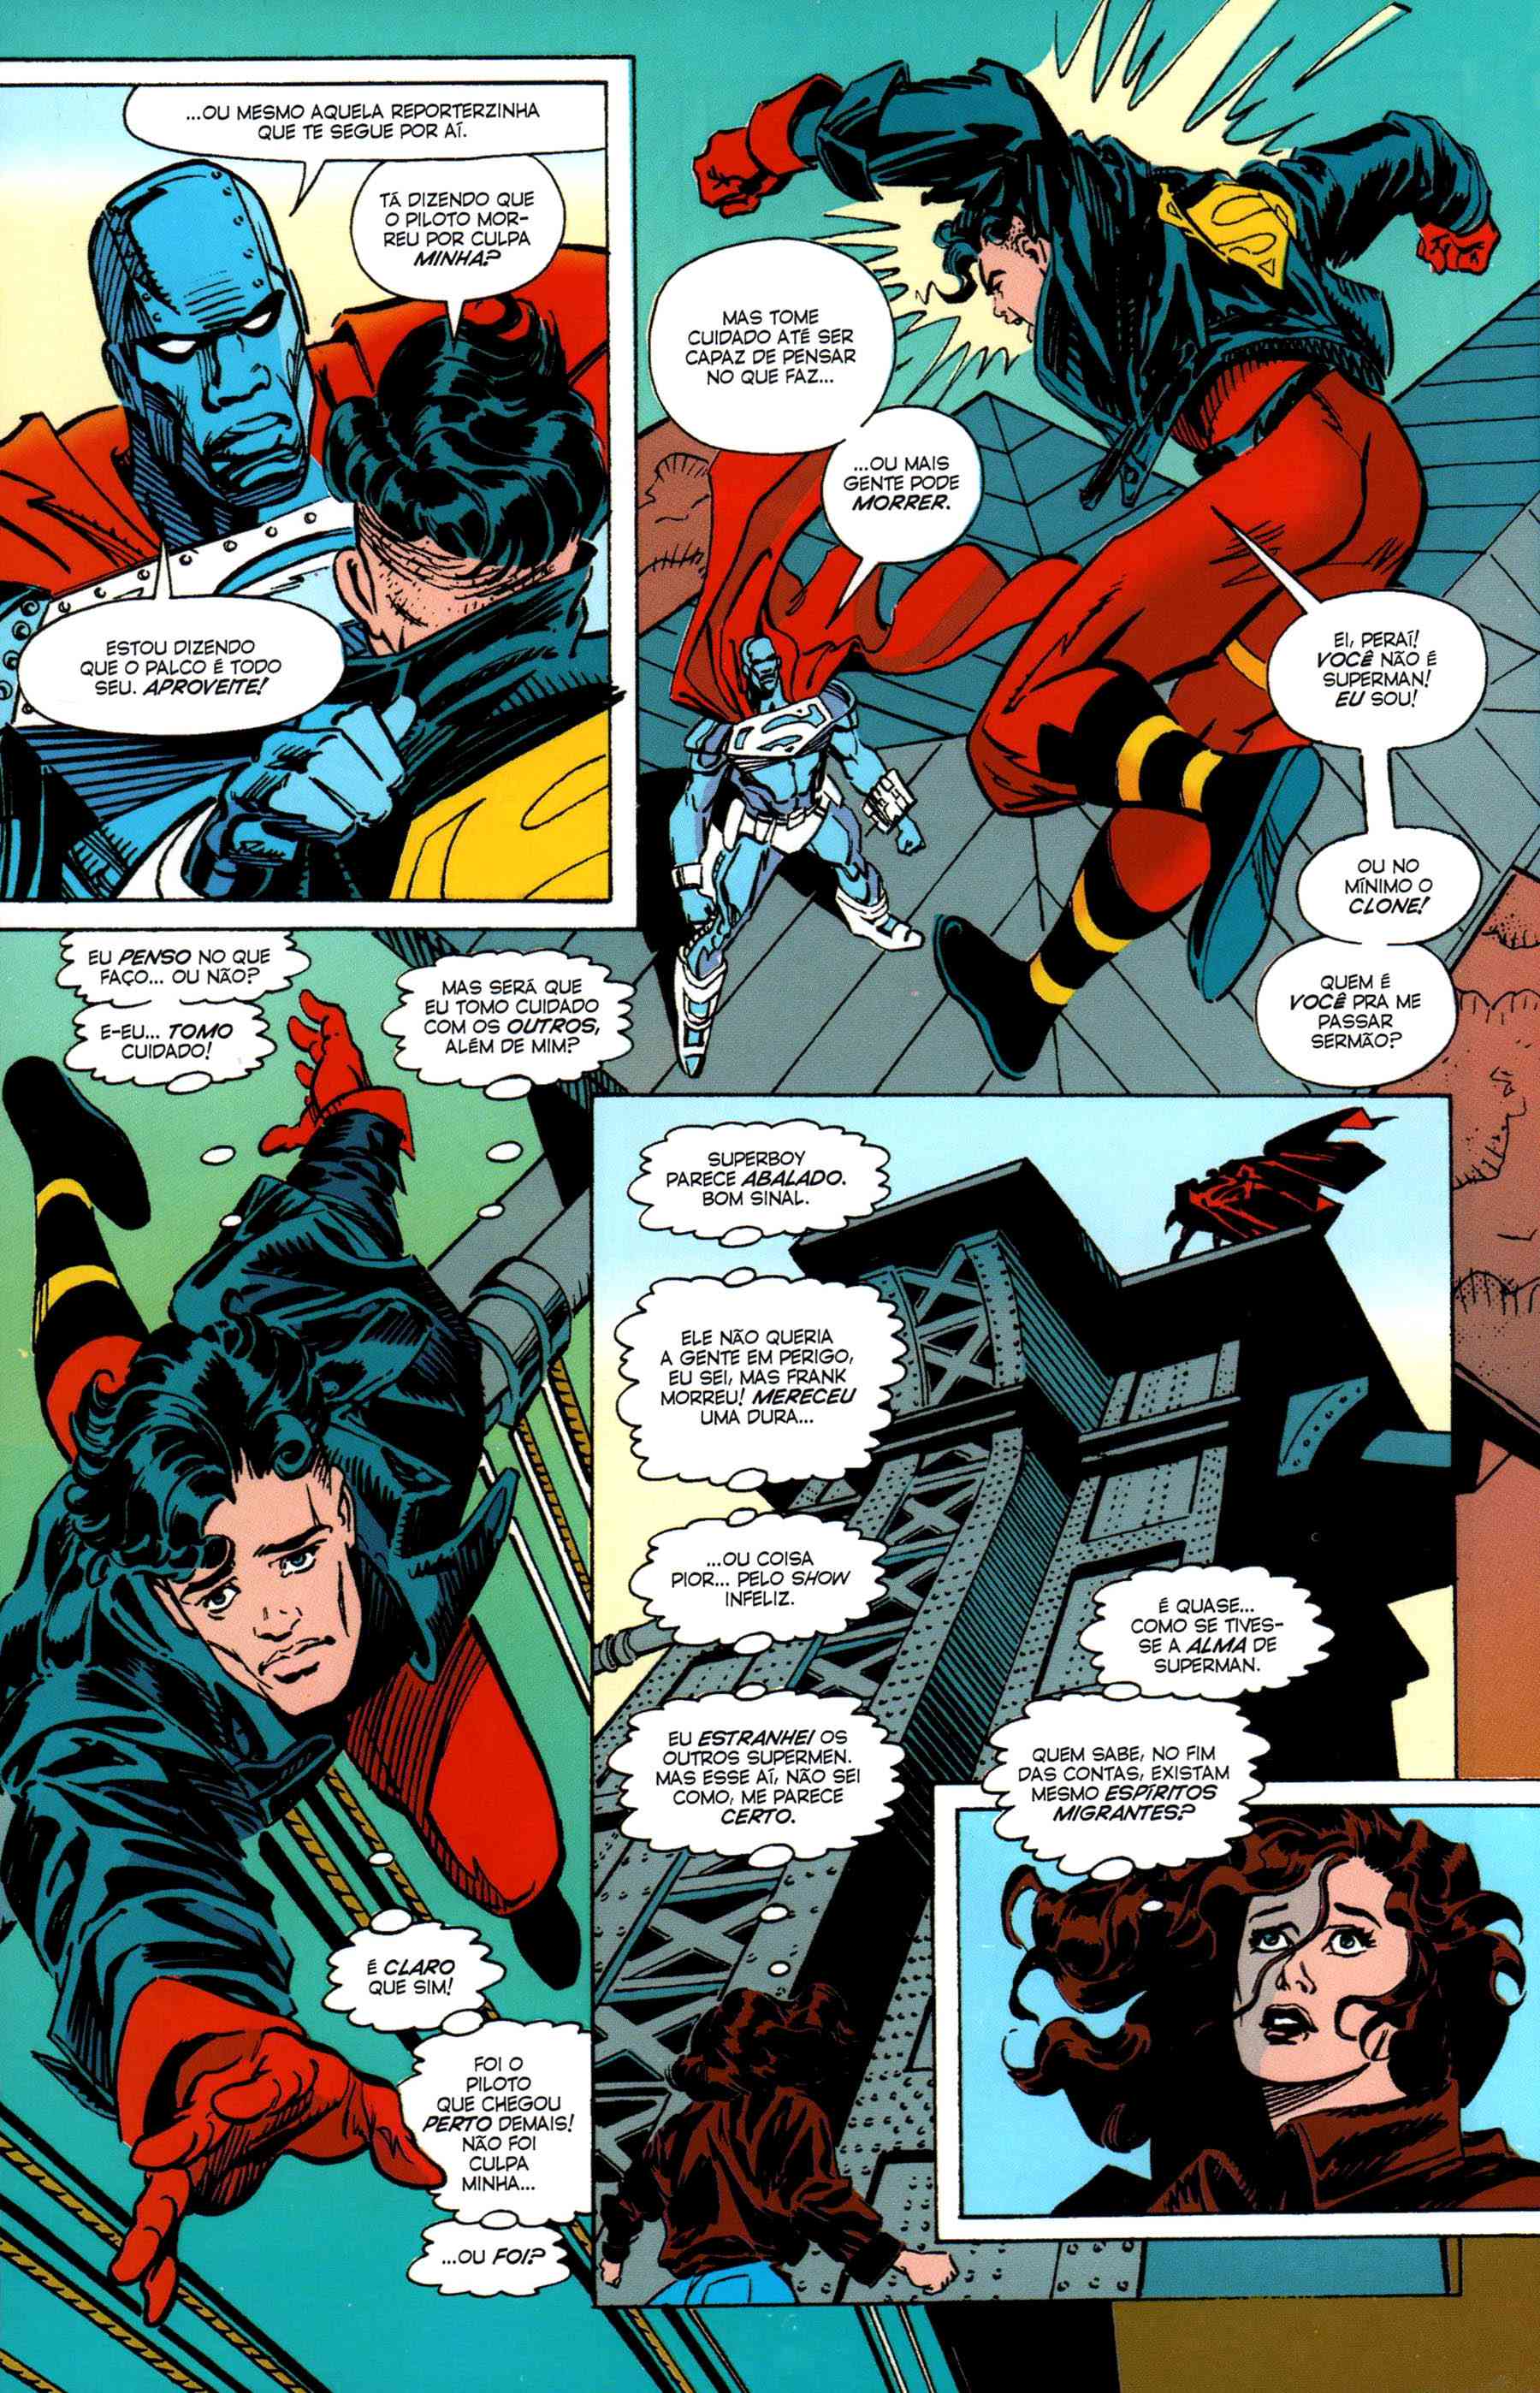 ...OU MESMO AQUELA REPORTERZINHA
QUE TE SEGUE POR AÍ.
TÁ DIZENDO QUE
O PILOTO MOR-
REU POR CULPA
MINHA?
ESTOU DIZENDO
QUE O PALCO É TODO
SEU. APROVEITE!
MAS TOME
CUIDADO ATÉ SER
CAPAZ DE PENSAR
NO QUE FAZ...
...OU MAIS
GENTE PODE
MORRER.
EI, PERAÍ!
VOCÊ NÃO É
SUPERMAN!
EU SOU!
OU NO
MÍNIMO O
CLONE!
QUEM É
VOCÊ PRA ME
PASSAR
SERMÃO?
EU PENSO NO QUE
FAÇO... OU NÃO?
E-EU... TOMO
CUIDADO!
MAS SERÁ QUE
EU TOMO CUIDADO
COM OS OUTROS,
ALÉM DE MIM?
É CLARO
QUE SIM!
FOI O
PILOTO
QUE CHEGOU
PERTO DEMAIS!
NÃO FOI
CULPA
MINHA...
...OU FOI?
SUPERBOY
PARECE ABALADO.
BOM SINAL.
ELE NÃO QUERIA
A GENTE EM PERIGO,
EU SEI, MAS FRANK
MORREU! MERECEU
UMA DURA...
...OU COISA
PIOR... PELO SHOW
INFELIZ.
EU ESTRANHEI OS
OUTROS SUPERMEN.
MAS ESSE AÍ, NÃO SEI
COMO, ME PARECE
CERTO.
É QUASE...
COMO SE TIVES-
SE A ALMA DE
SUPERMAN.
QUEM SABE, NO FIM
DAS CONTAS, EXISTAM
MESMO ESPÍRITOS
MIGRANTES?